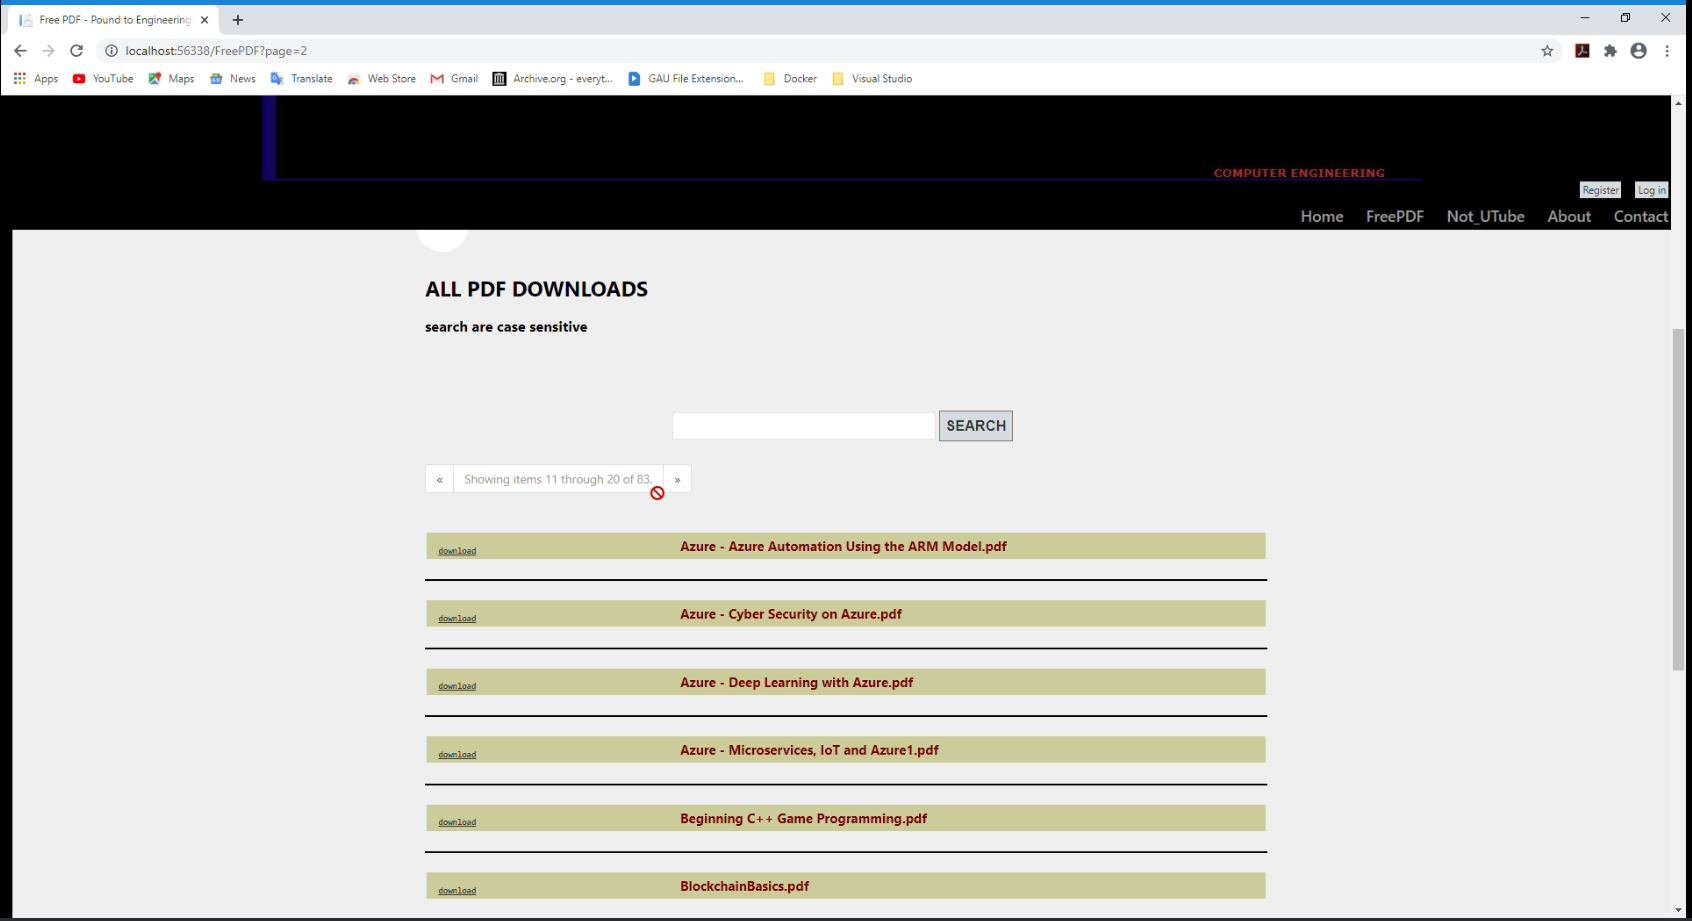 Free PDF - Pound to Engineering
localhost:56338/FreePDF?page=2
Apps YouTube Maps News Translate Web Store Gmail Archive.org - everyt... GAU File Extension... Docker Visual Studio
COMPUTER ENGINEERING
Register Log in
Home FreePDF Not_UTube About Contact
ALL PDF DOWNLOADS
search are case sensitive
SEARCH
« Showing items 11 through 20 of 83. »
download Azure - Azure Automation Using the ARM Model.pdf
download Azure - Cyber Security on Azure.pdf
download Azure - Deep Learning with Azure.pdf
download Azure - Microservices, IoT and Azure1.pdf
download Beginning C++ Game Programming.pdf
download BlockchainBasics.pdf